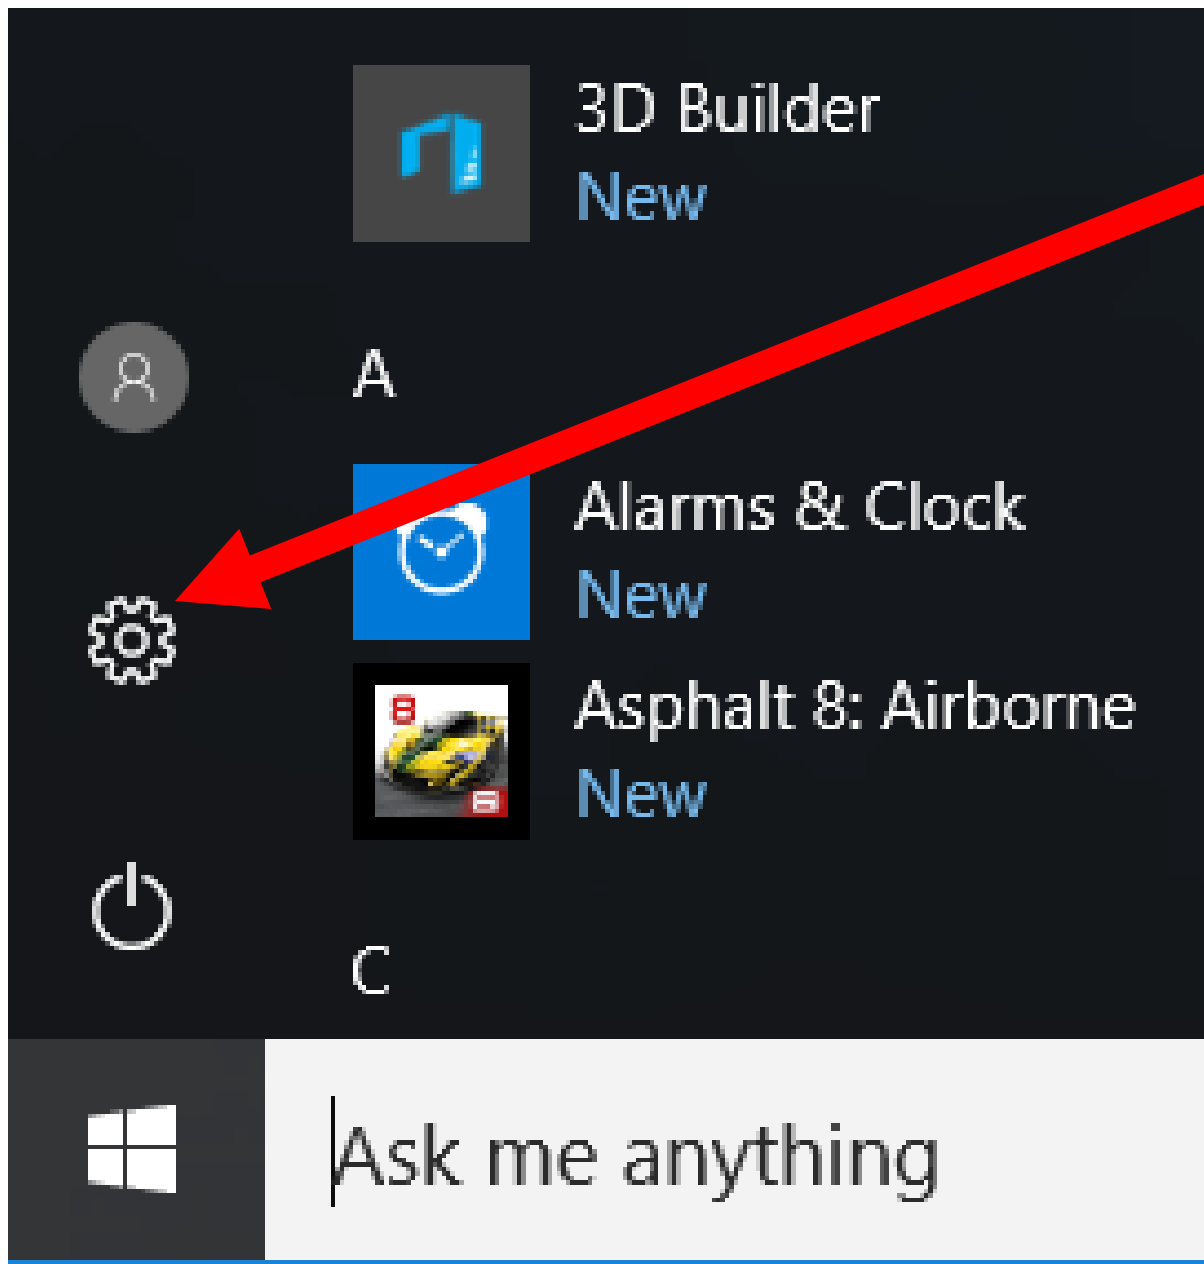 3D Builder
New
A
Alarms & Clock
New
Asphalt 8: Airborne
New
C
Ask me anything